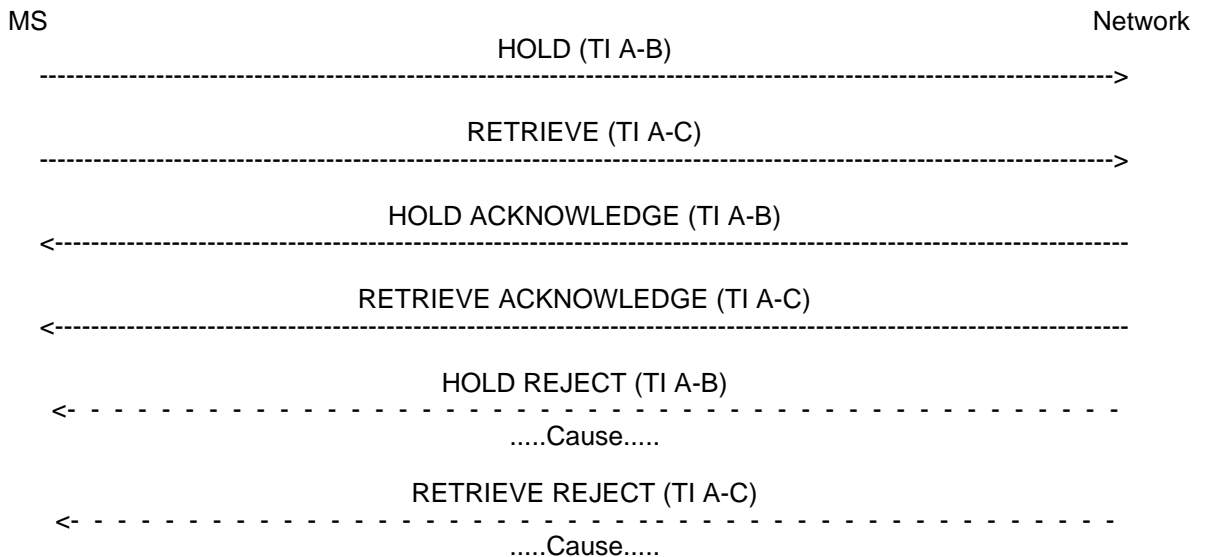 MS Network
HOLD (TI A-B)
------------------------------------------------------------------------------------------------------------------------>
RETRIEVE (TI A-C)
------------------------------------------------------------------------------------------------------------------------>
HOLD ACKNOWLEDGE (TI A-B)
<------------------------------------------------------------------------------------------------------------------------
RETRIEVE ACKNOWLEDGE (TI A-C)
<------------------------------------------------------------------------------------------------------------------------
HOLD REJECT (TI A-B)
<- - - - - - - - - - - - - - - - - - - - - - - - - - - - - - - - - - - - - - - - - - - - - -
.....Cause.....
RETRIEVE REJECT (TI A-C)
<- - - - - - - - - - - - - - - - - - - - - - - -- - - - - - - - - - - - - - - - - - - - - -
.....Cause.....